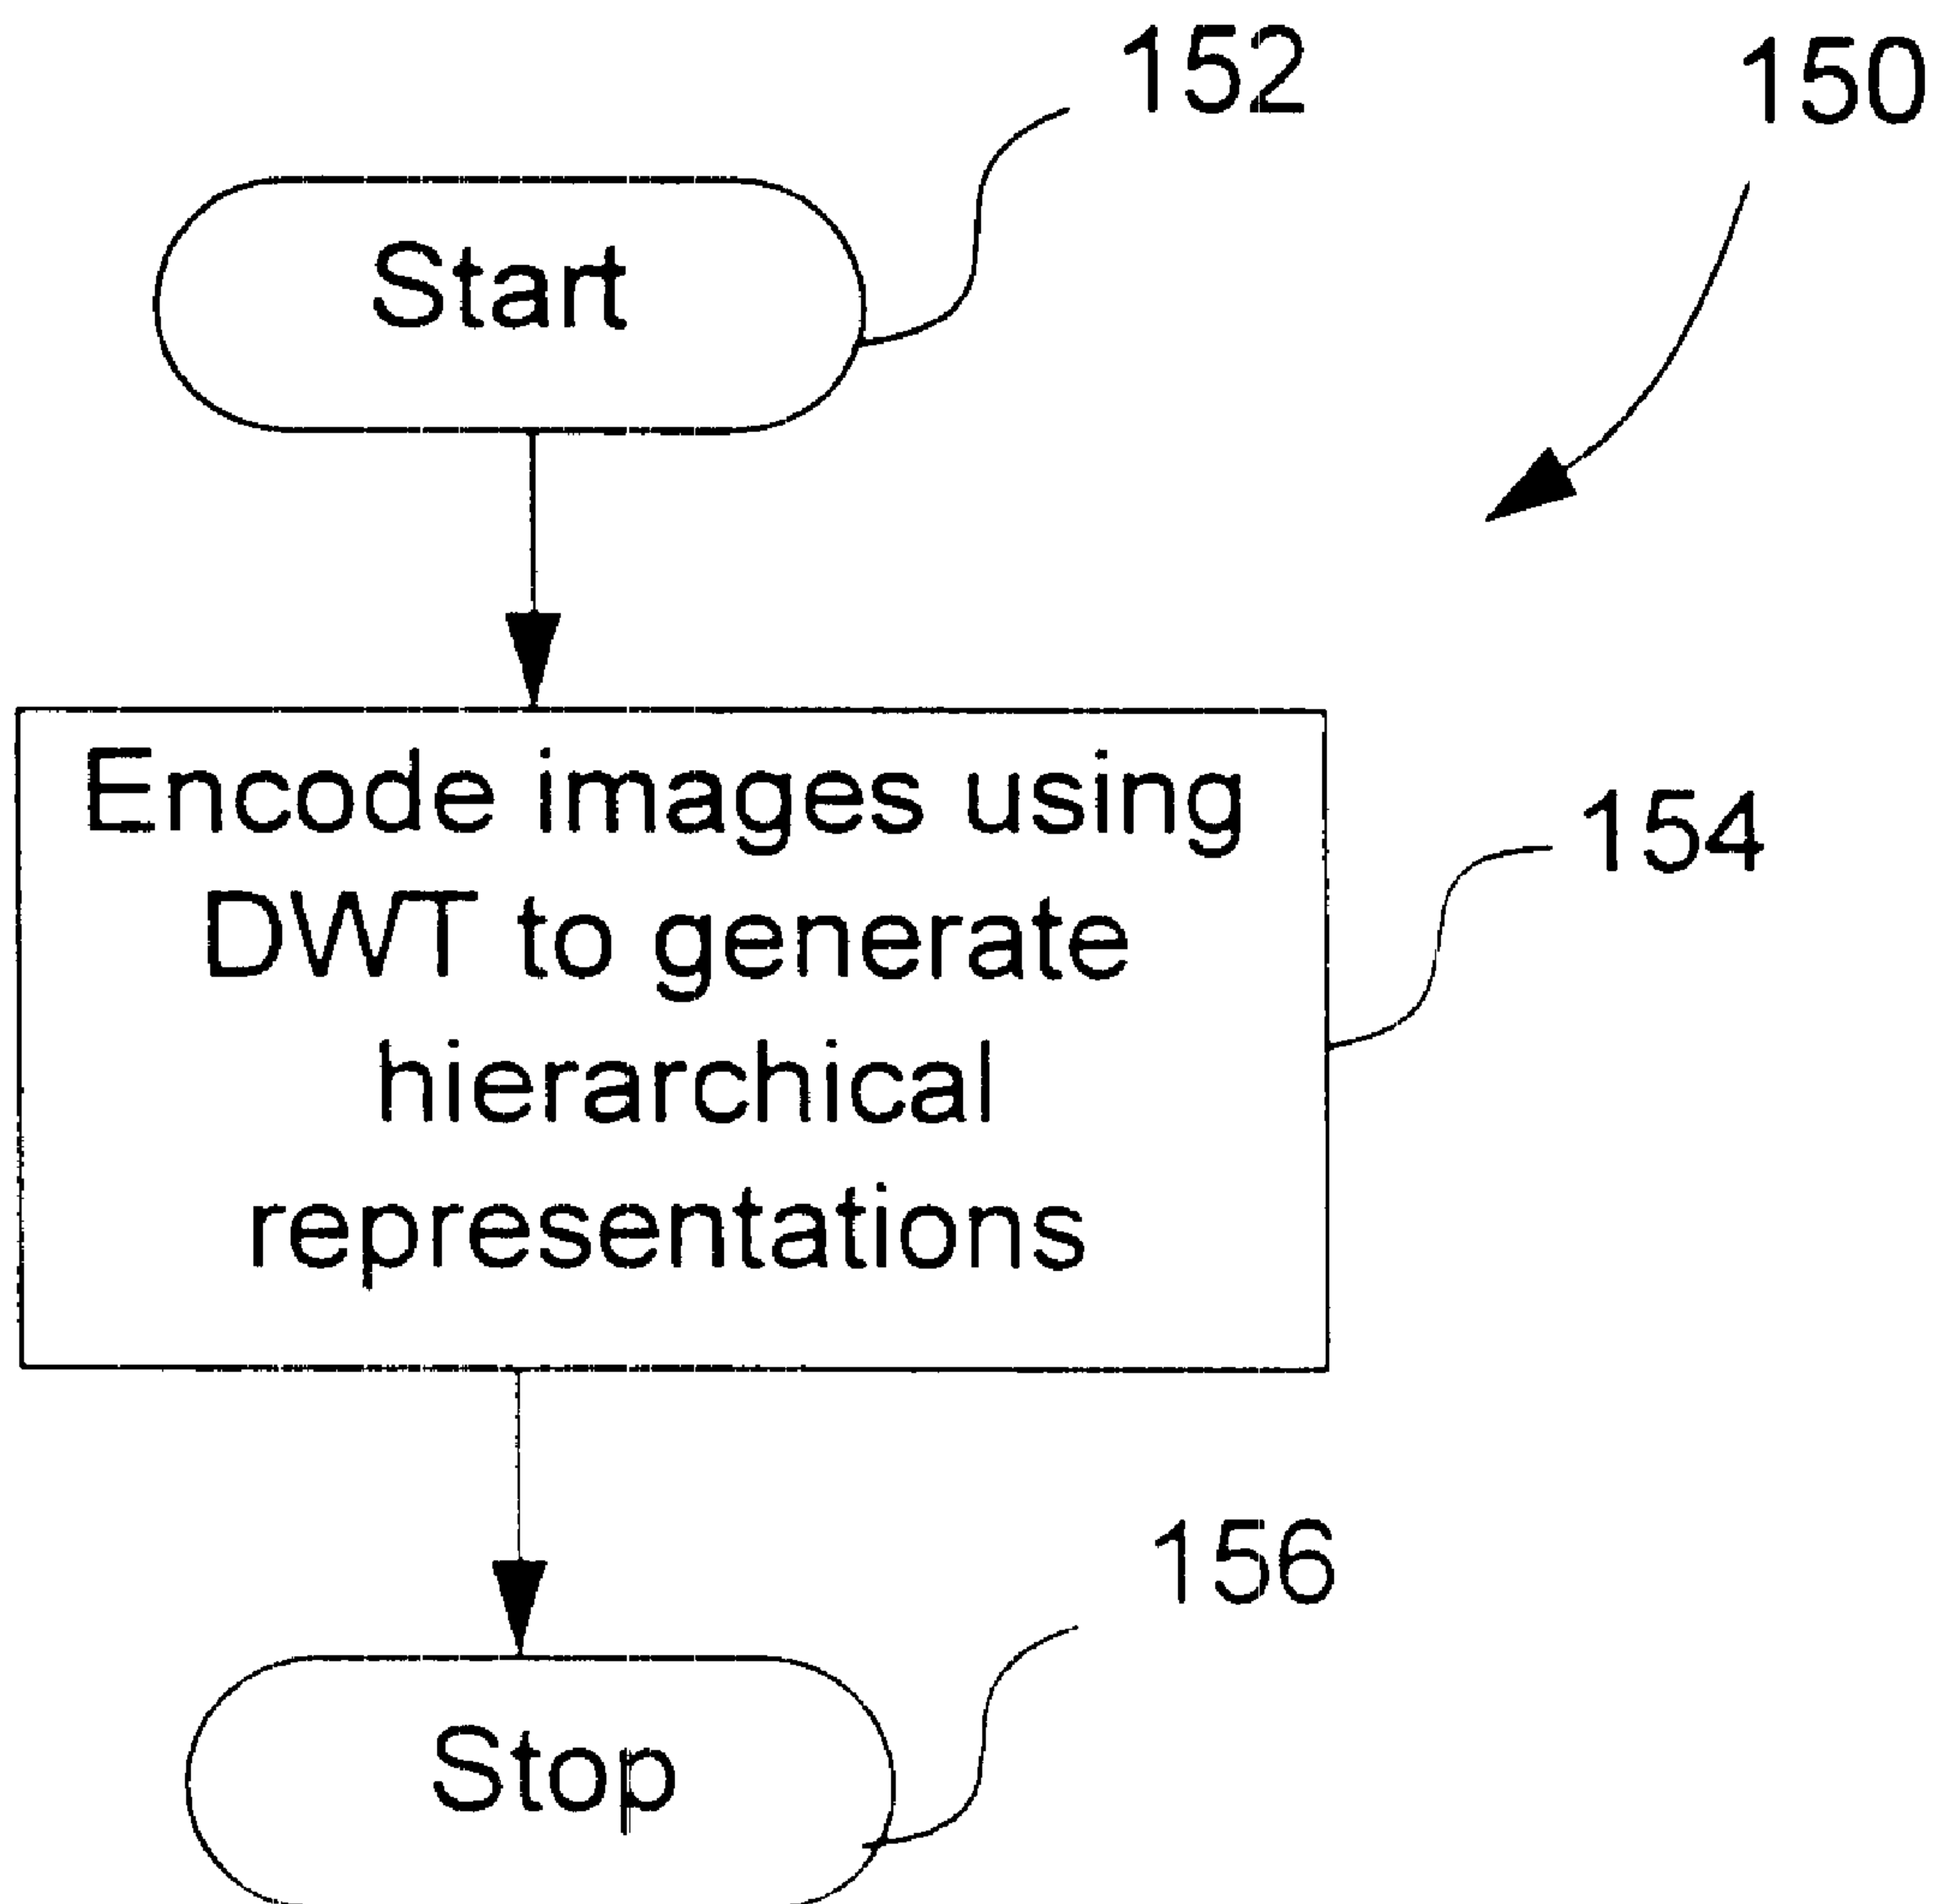 152
150
Start
Encode images using
DWT to generate
hierarchical
representations
154
156
Stop